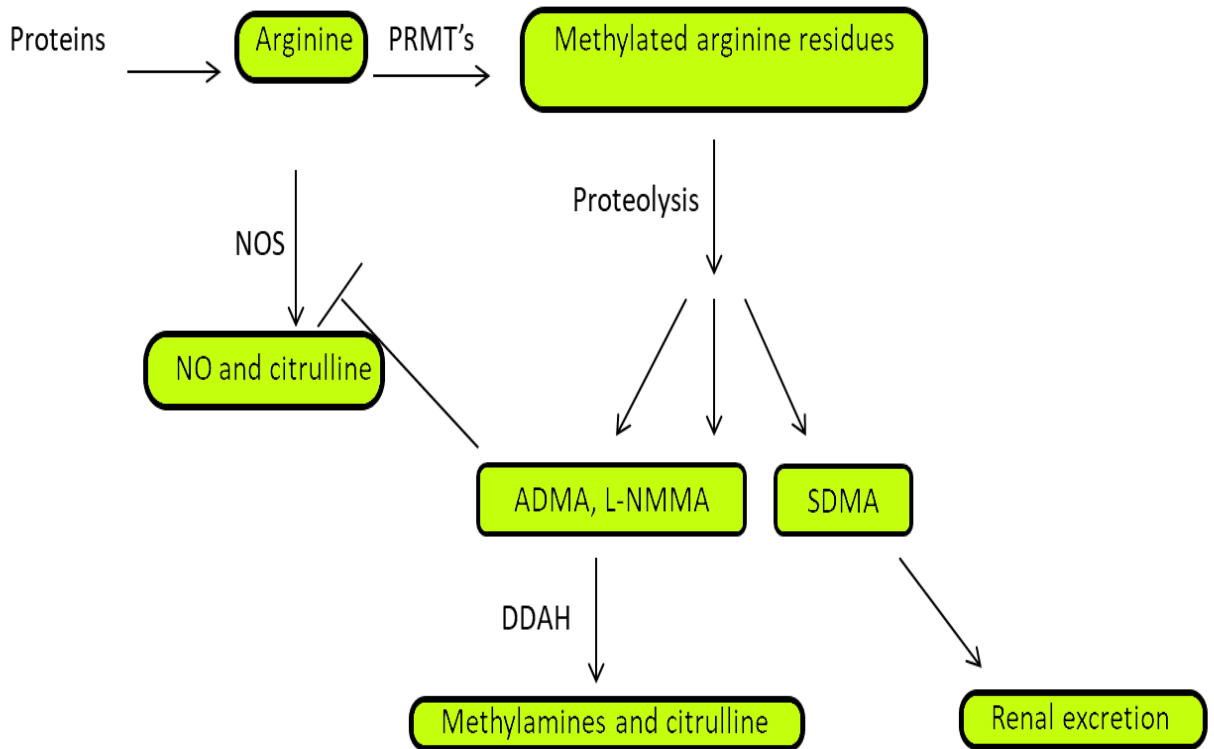 Proteins
Arginine
PRMT's
Methylated arginine residues
Proteolysis
NOS
NO and citrulline
ADMA, L-NMMA
SDMA
DDAH
Methylamines and citrulline
Renal excretion